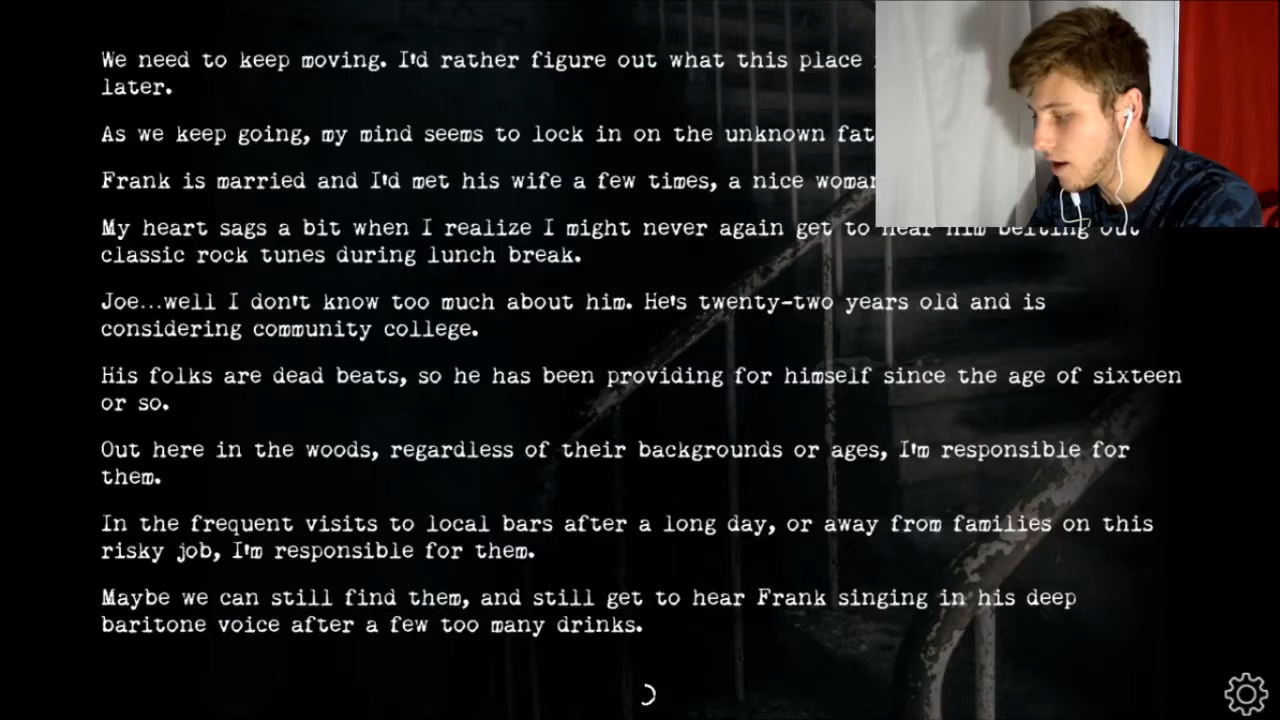 We need to keep moving. I'd rather figure out what this place
later.
As we keep going, my mind seems to lock in on the unknown
Frank is married and I'd met his wife a few times, a nice
My heart sags a bit when I realize I might never again get to hear him belting out
classic rock tunes during lunch break.
Joe...well I don't know too much about him. He's twenty-two years old and is
considering community college.
His folks are dead beats, so he has been providing for himself since the age of sixteen
or so.
Out here in the woods, regardless of their backgrounds or ages, I'm responsible for
them.
In the frequent visits to local bars after a long day, or away from families on this
risky job, I'm responsible for them.
Maybe we can still find them, and still get to hear Frank singing in his deep
baritone voice after a few too many drinks.